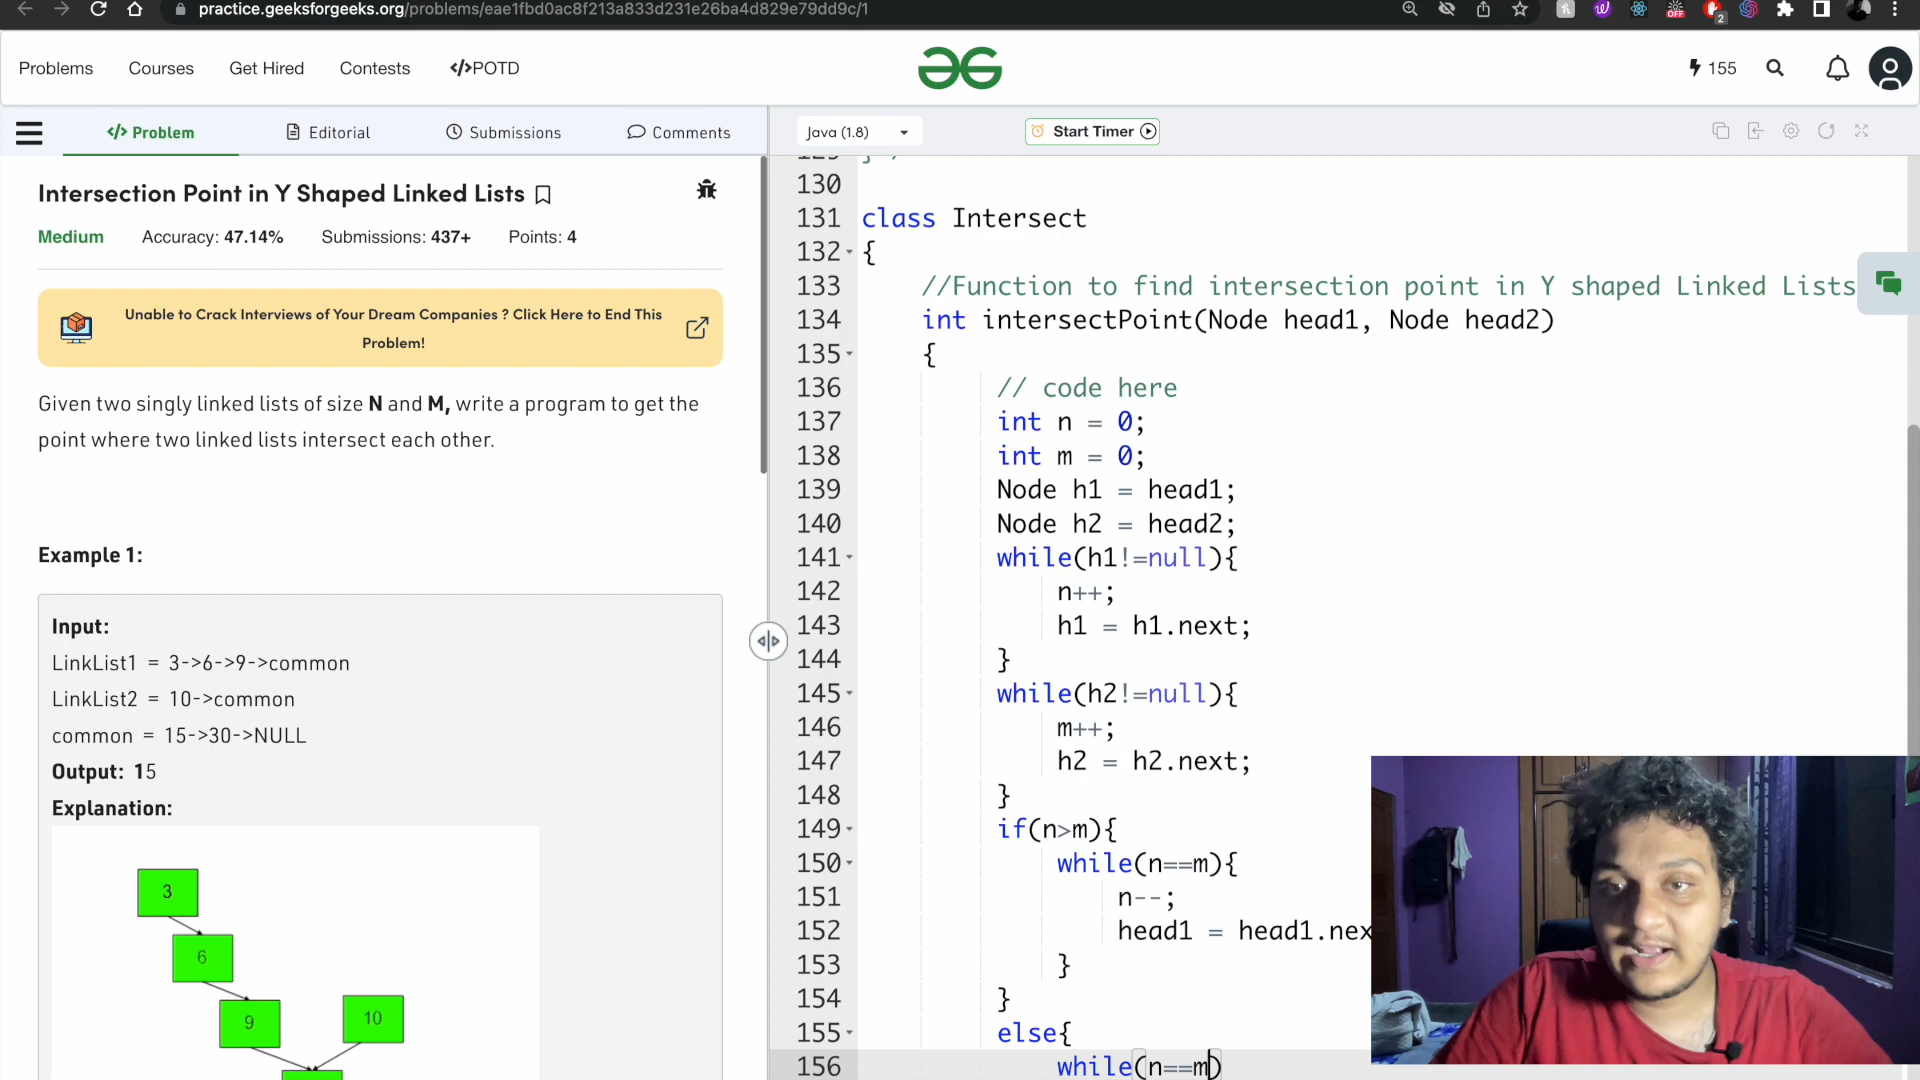 practice.geeksforgeeks.org/problems/eae1fbd0ac8f213a833d231e26ba4d829e79dd9c/1
OFF
2
Problems Courses Get Hired Contests </>POTD
155
</> Problem Editorial Submissions Comments
Intersection Point in Y Shaped Linked Lists
Medium Accuracy: 47.14% Submissions: 437+ Points: 4
Unable to Crack Interviews of Your Dream Companies ? Click Here to End This
Problem!
Given two singly linked lists of size N and M, write a program to get the
point where two linked lists intersect each other.
Example 1:
Input:
LinkList1 = 3->6->9->common
LinkList2 = 10->common
common = 15->30->NULL
Output: 15
Explanation:
3
6
9
10
Java (1.8)
Start Timer
130
131 class Intersect
132 {
133 //Function to find intersection point in Y shaped Linked Lists
134 int intersectPoint(Node head1, Node head2)
135 {
136 // code here
137 int n = 0;
138 int m = 0;
139 Node h1 = head1;
140 Node h2 = head2;
141 while(h1!=null){
142 n++;
143 h1 = h1.next;
144 }
145 while(h2!=null){
146 m++;
147 h2 = h2.next;
148 }
149 if(n>m){
150 while(n==m){
151 n--;
152 head1 = head1.nex
153 }
154 }
155 else{
156 while(n==m)